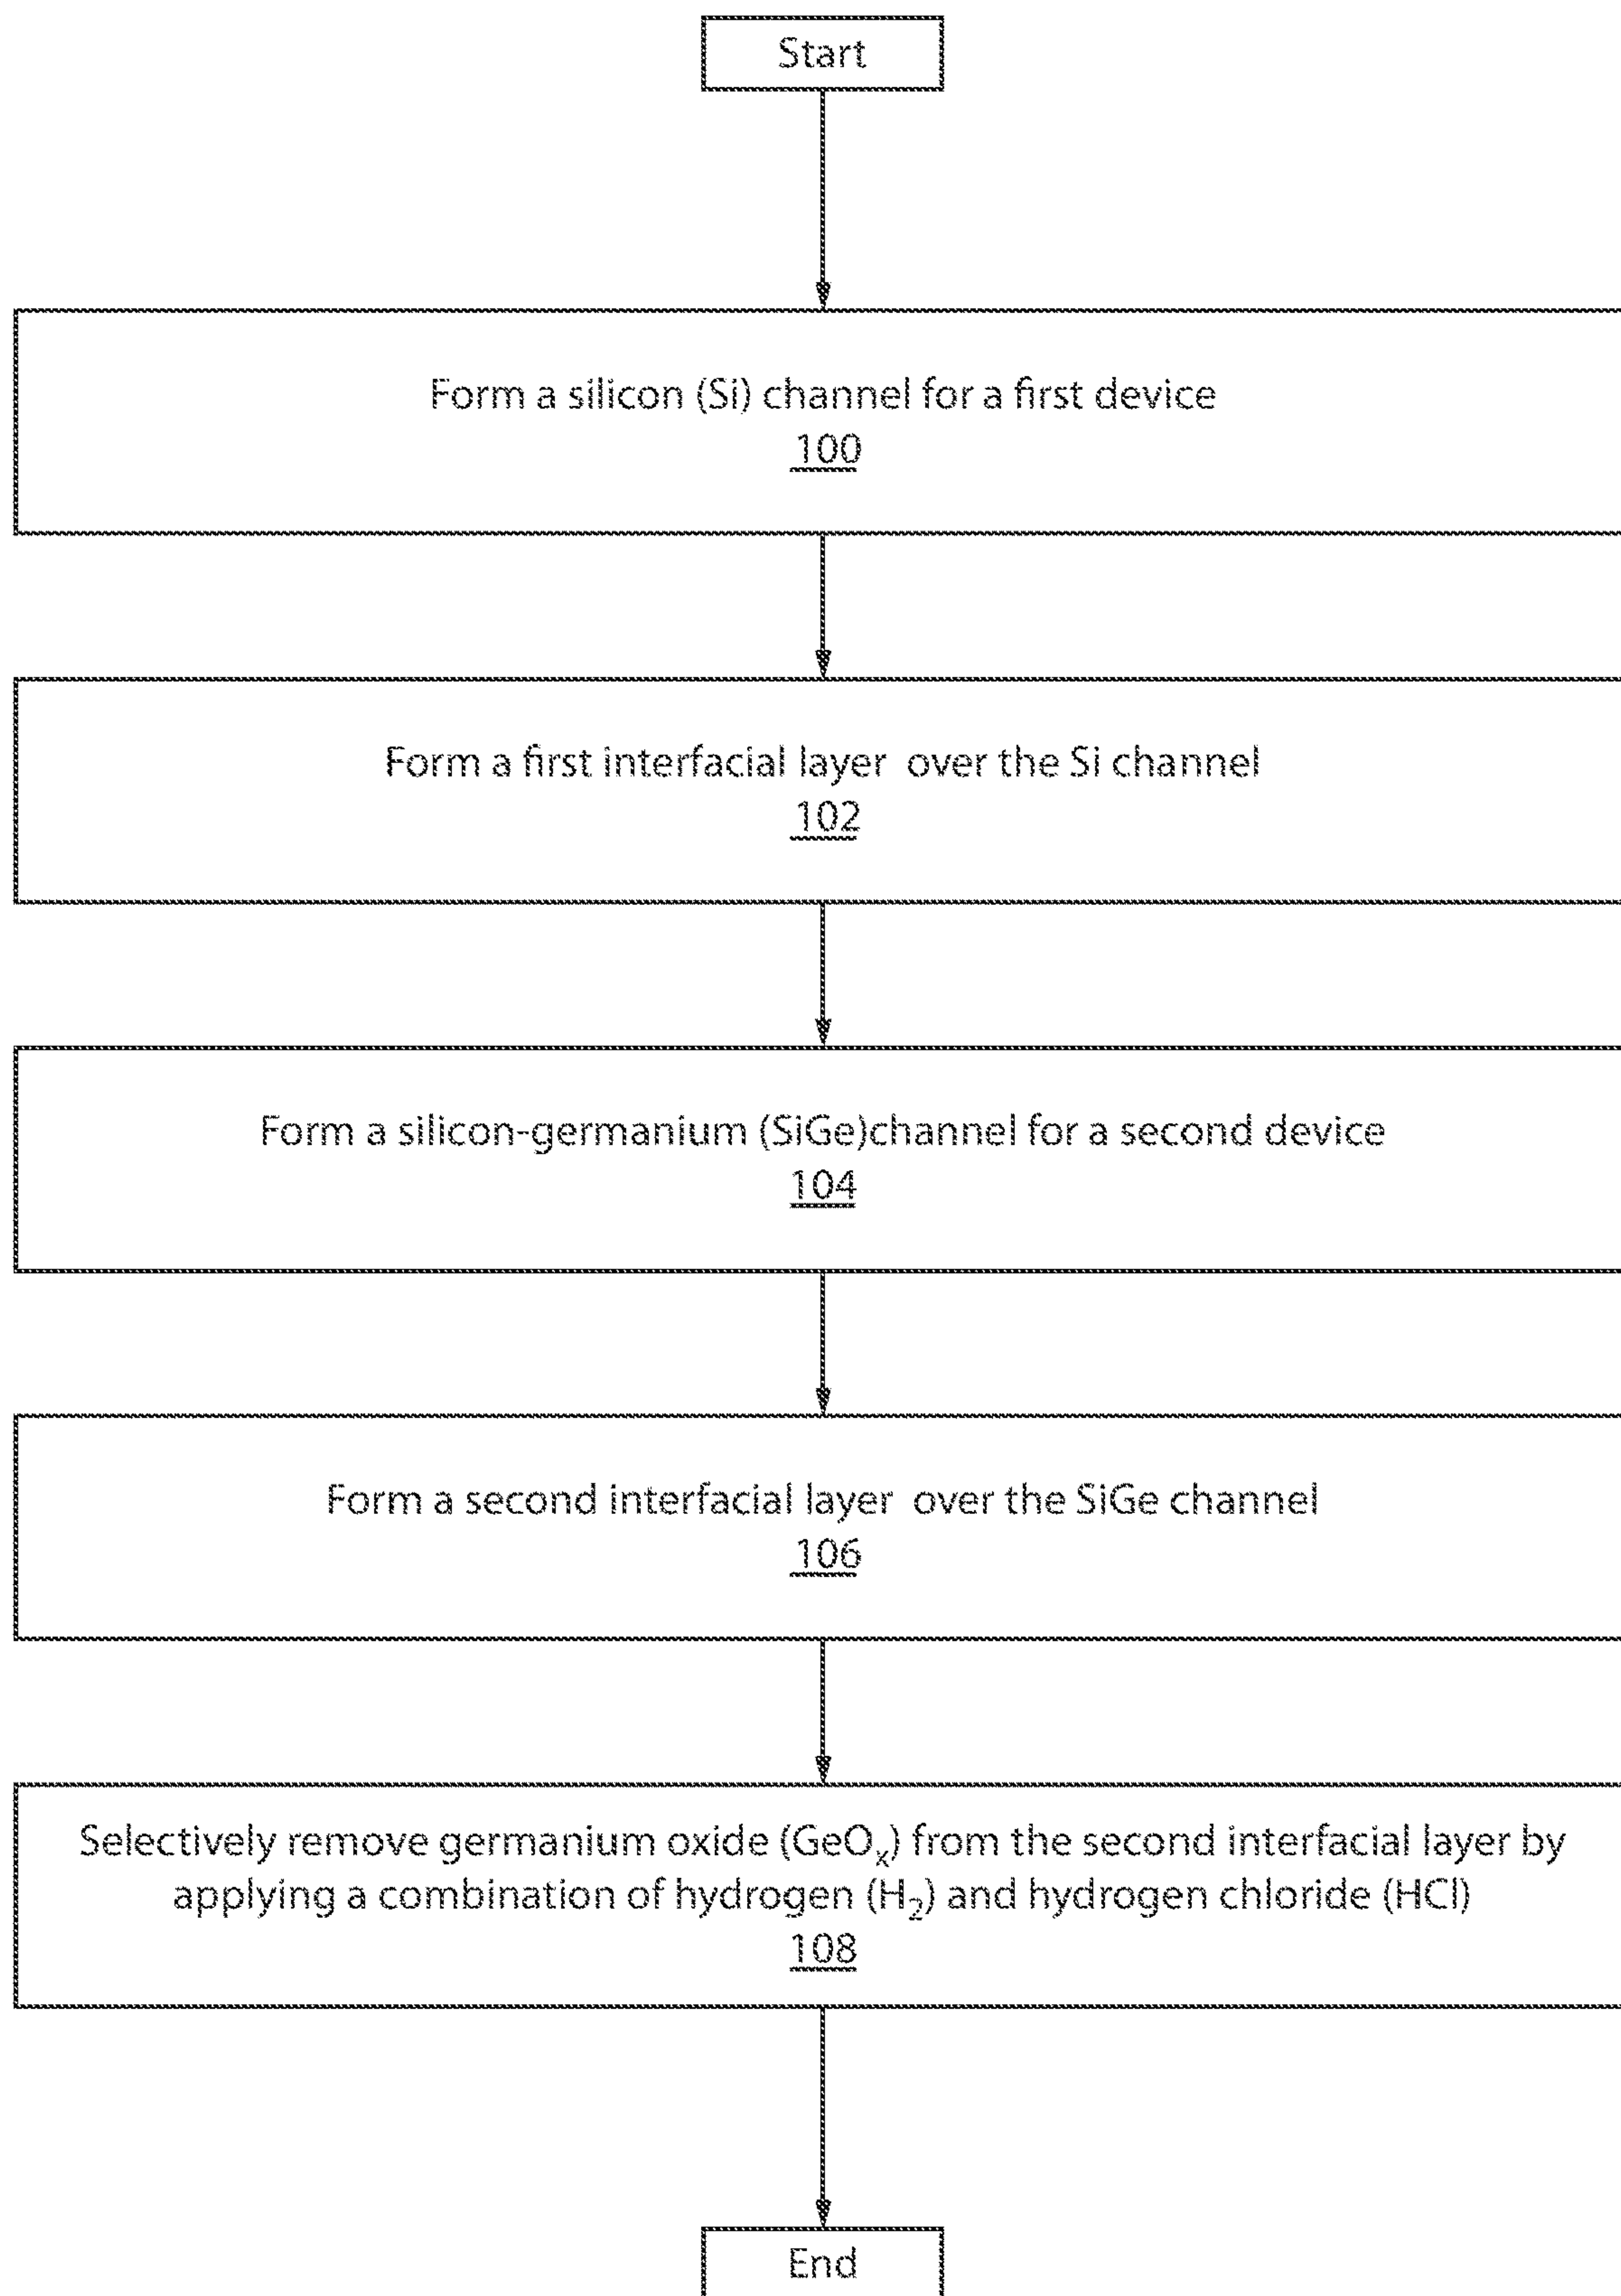 Start
Form a silicon (Si) channel for a first device
100
Form a first interfacial layer over the Si channel
102
Form a silicon-germanium (SiGe)channel for a second device
104
Form a second interfacial layer over the SiGe channel
106
Selectively remove germanium oxide (GeOₓ) from the second interfacial layer by
applying a combination of hydrogen (H₂) and hydrogen chloride (HCl)
108
End